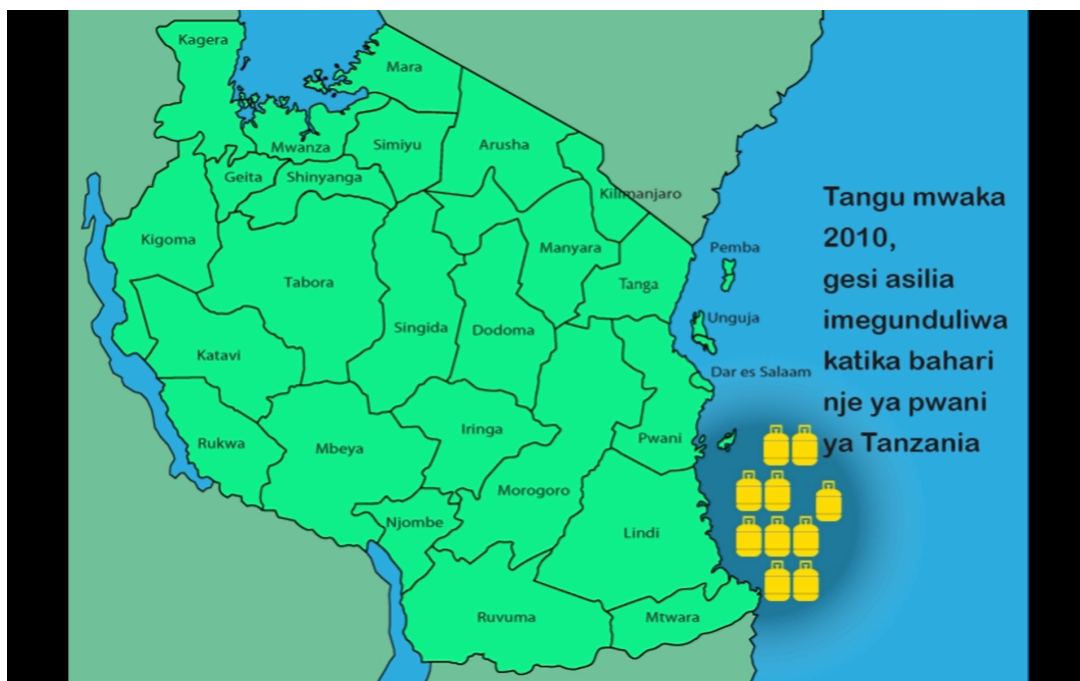 Kagera
Mara
Mwanza
Simiyu
Arusha
Geita
Shinyanga
Kilimanjaro
Kigoma
Manyara
Pemba
Tabora
Tanga
Singida
Dodoma
Unguja
Katavi
Dar es Salaam
Rukwa
Mbeya
Iringa
Pwani
Morogoro
Njombe
Lindi
Ruvuma
Mtwara
Tangu mwaka
2010,
gesi asilia
imegunduliwa
katika bahari
nje ya pwani
ya Tanzania